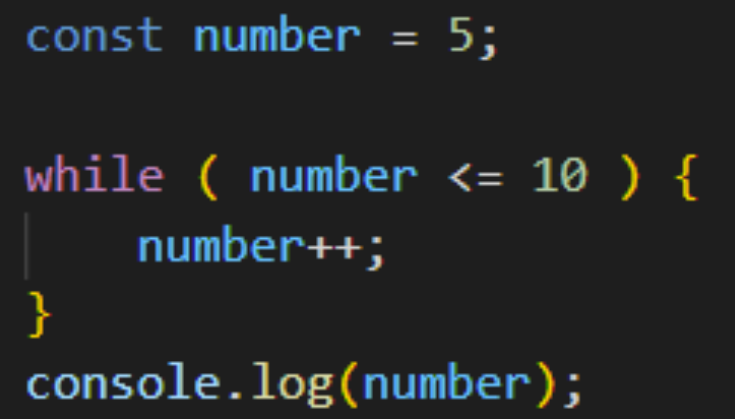 const number = 5;
while ( number <= 10 ) {
number++;
}
console.log(number);